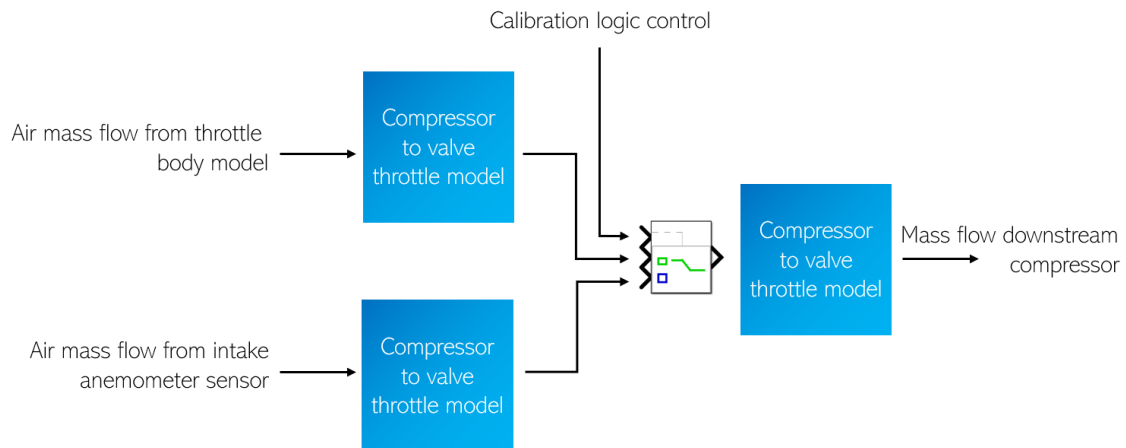 Calibration logic control
Air mass flow from throttle
body model
Compressor
to valve
throttle model
Compressor
to valve
throttle model
Mass flow downstream
compressor
Air mass flow from intake
anemometer sensor
Compressor
to valve
throttle model